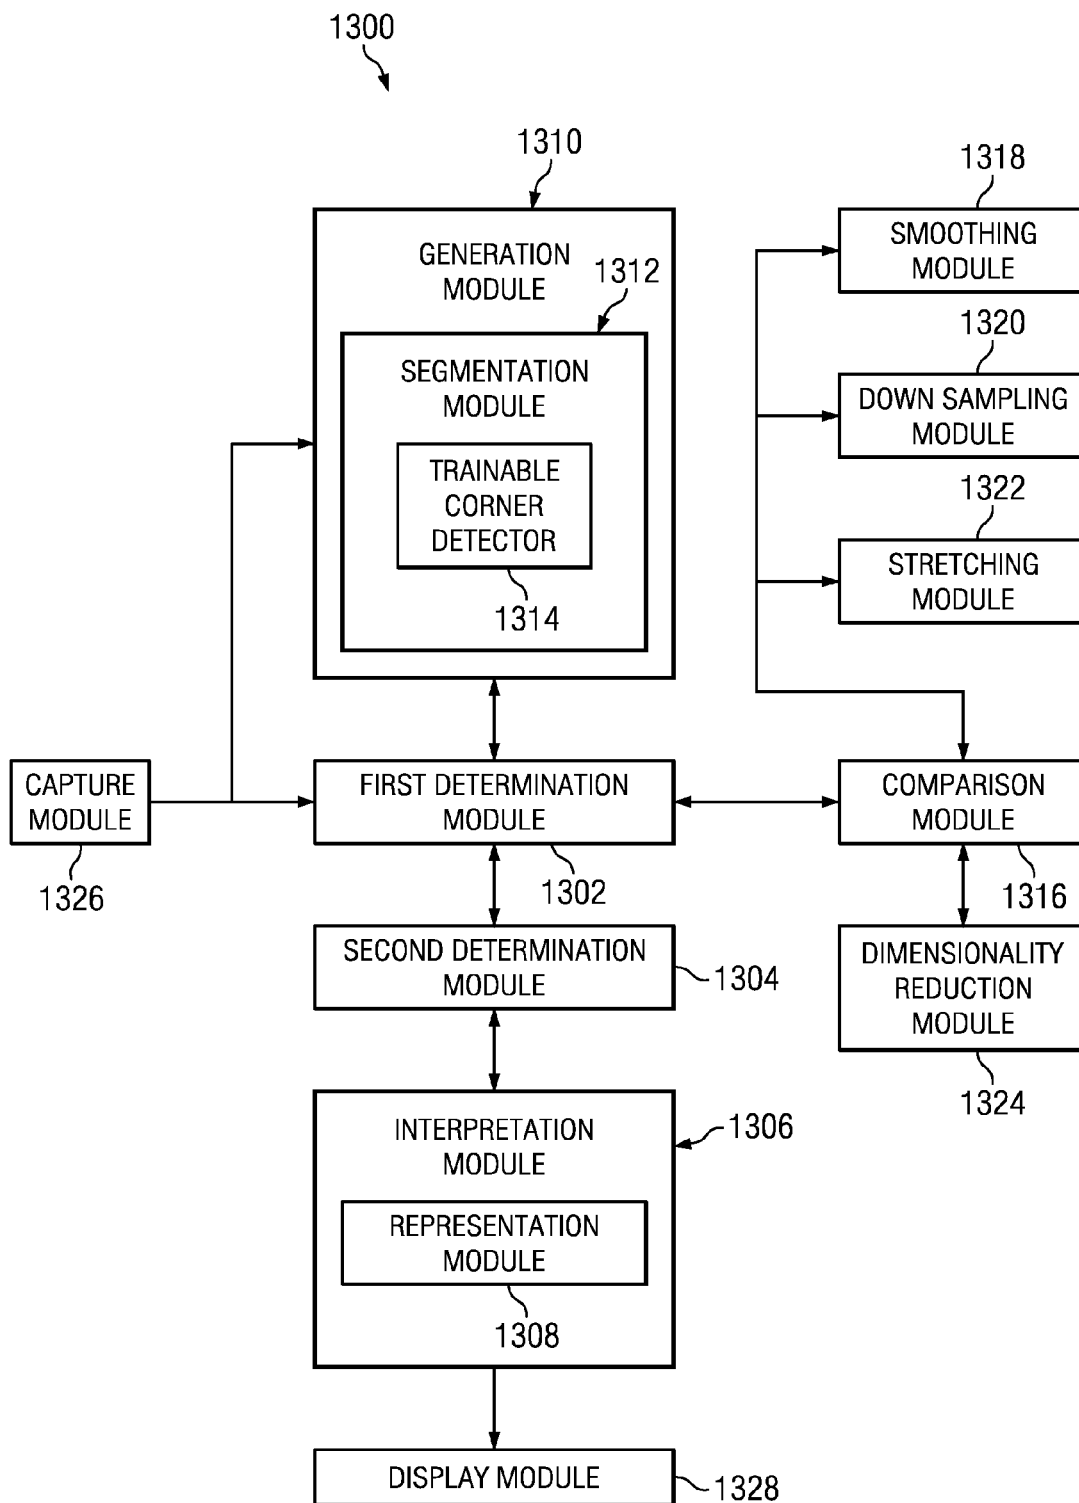 1300
1310
GENERATION
MODULE
1312
SEGMENTATION
MODULE
TRAINABLE
CORNER
DETECTOR
1314
1318
SMOOTHING
MODULE
1320
DOWN SAMPLING
MODULE
1322
STRETCHING
MODULE
CAPTURE
MODULE
1326
FIRST DETERMINATION
MODULE
1302
COMPARISON
MODULE
1316
SECOND DETERMINATION
MODULE
1304
DIMENSIONALITY
REDUCTION
MODULE
1324
INTERPRETATION
MODULE
1306
REPRESENTATION
MODULE
1308
DISPLAY MODULE
1328